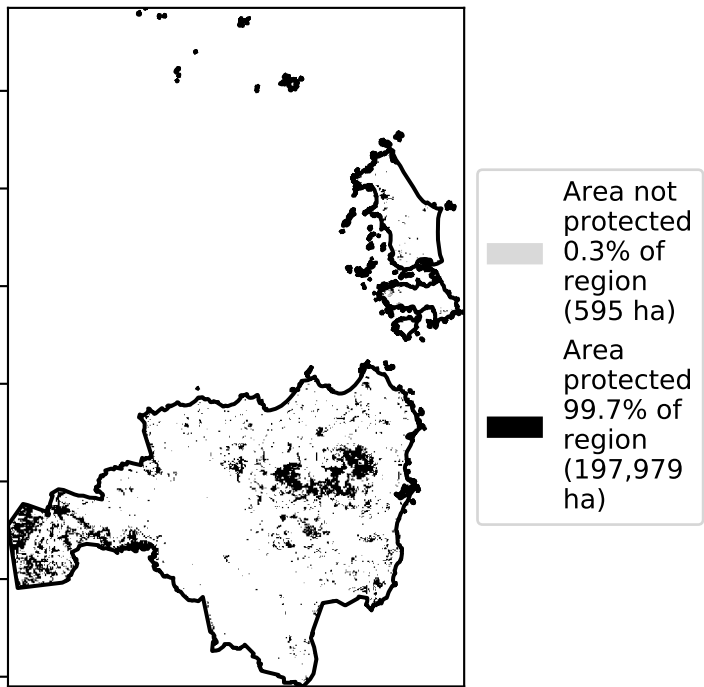 Area not
protected
0.3% of
region
(595 ha)
Area
protected
99.7% of
region
(197,979
ha)